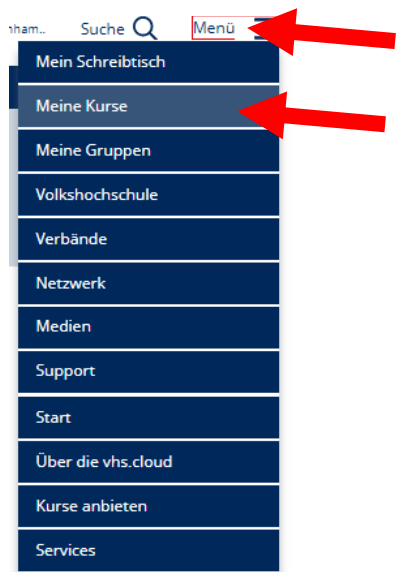 Suche Menü
Mein Schreibtisch
Meine Kurse
Meine Gruppen
Volkshochschule
Verbände
Netzwerk
Medien
Support
Start
Über die vhs.cloud
Kurse anbieten
Services